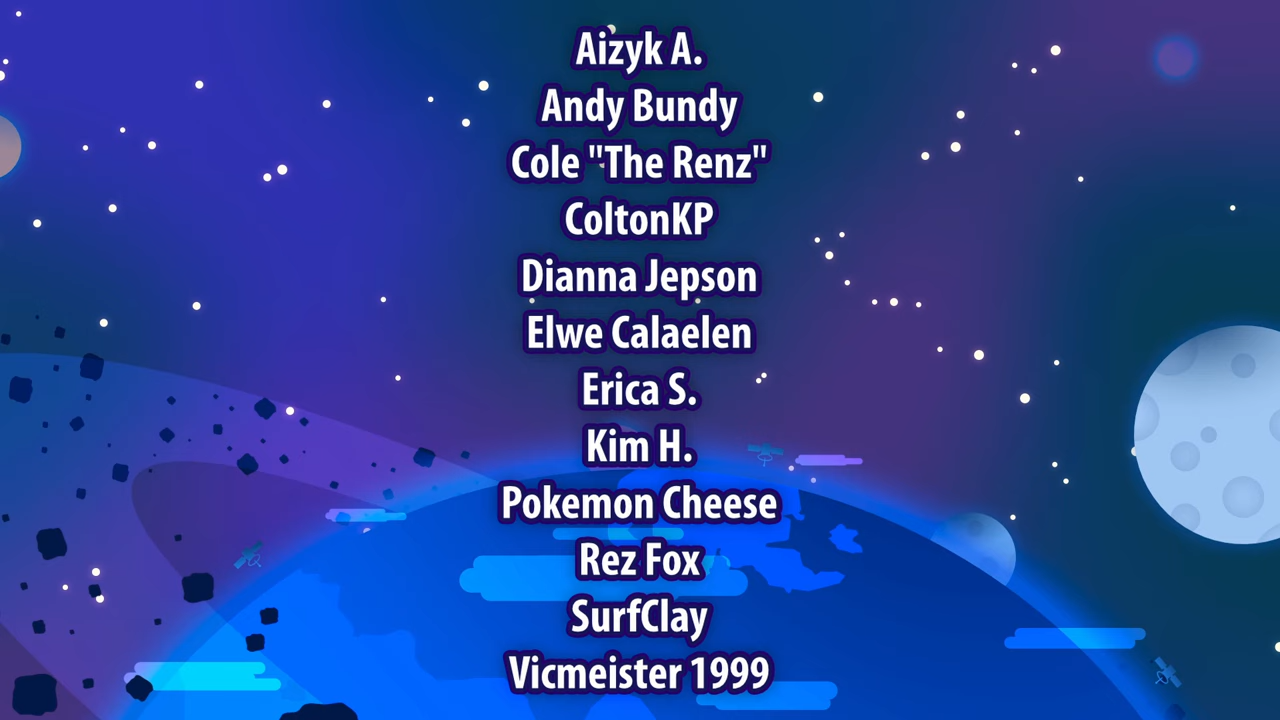 Aizyk A.
Andy Bundy
Cole "The Renz"
ColtonKP
Dianna Jepson
Elwe Calaelen
Erica S.
Kim H.
Pokemon Cheese
Rez Fox
SurfClay
Vicmeister 1999